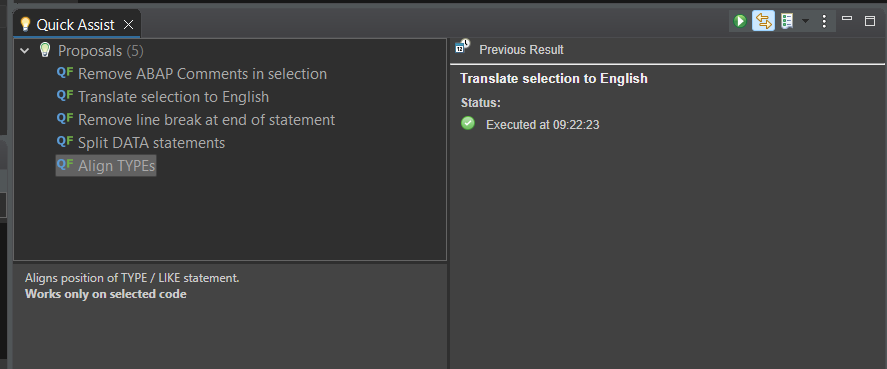 Quick Assist
Proposals (5)
QF Remove ABAP Comments in selection
QF Translate selection to English
QF Remove line break at end of statement
QF Split DATA statements
QF Align TYPEs
Aligns position of TYPE / LIKE statement.
Works only on selected code
Previous Result
Translate selection to English
Status:
Executed at 09:22:23